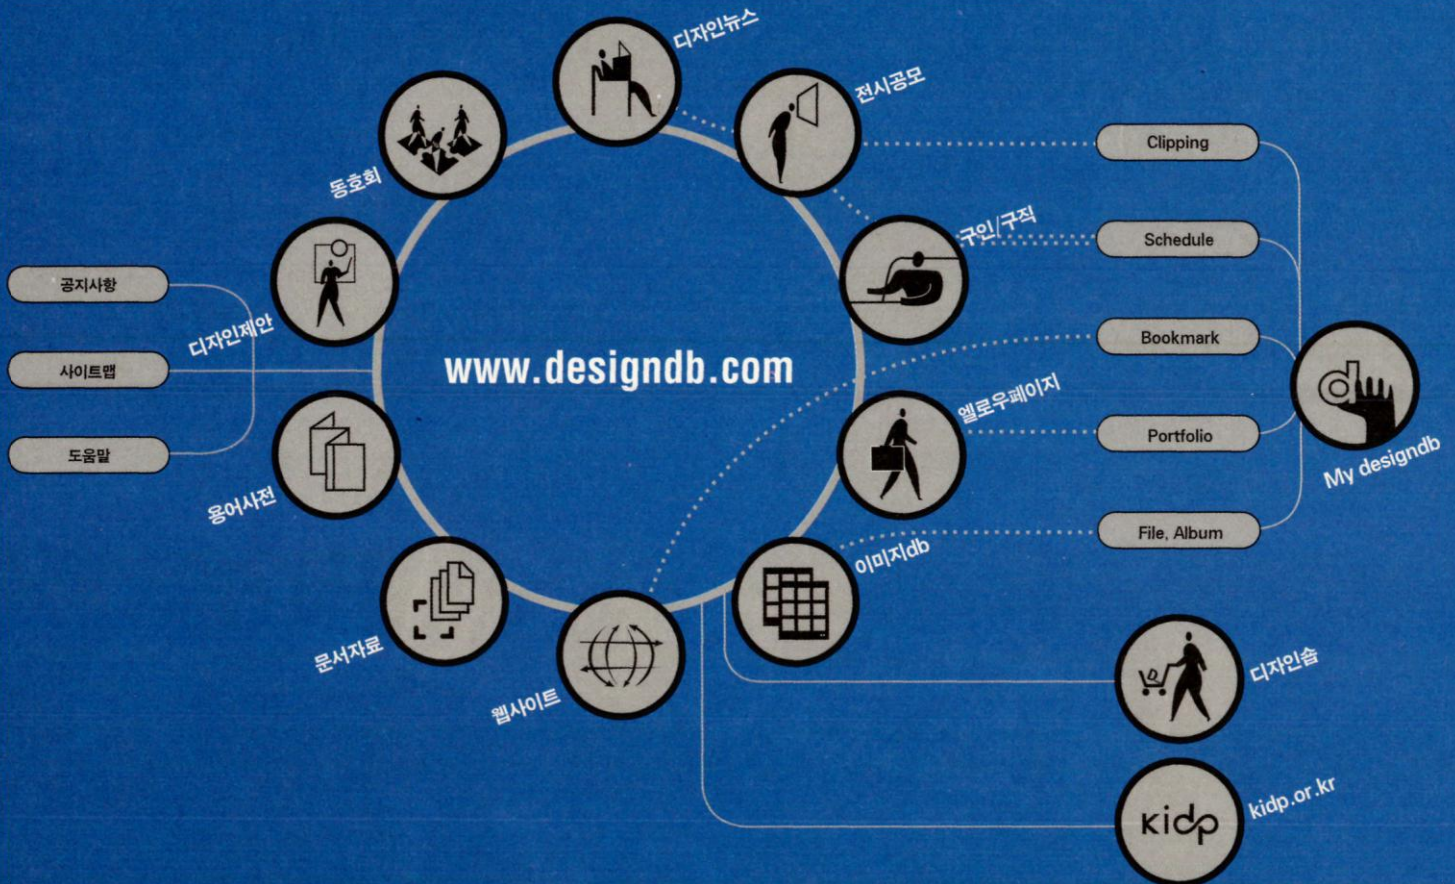 디자인뉴스
전시공모
동호회
Clipping
구인/구직
Schedule
공지사항
디자인제안
Bookmark
www.designdb.com
사이트맵
옐로우페이지
d
My designdb
Portfolio
도움말
용어사전
File, Album
이미지db
문서자료
웹사이트
D
디자인숍
kidp
kidp.or.kr